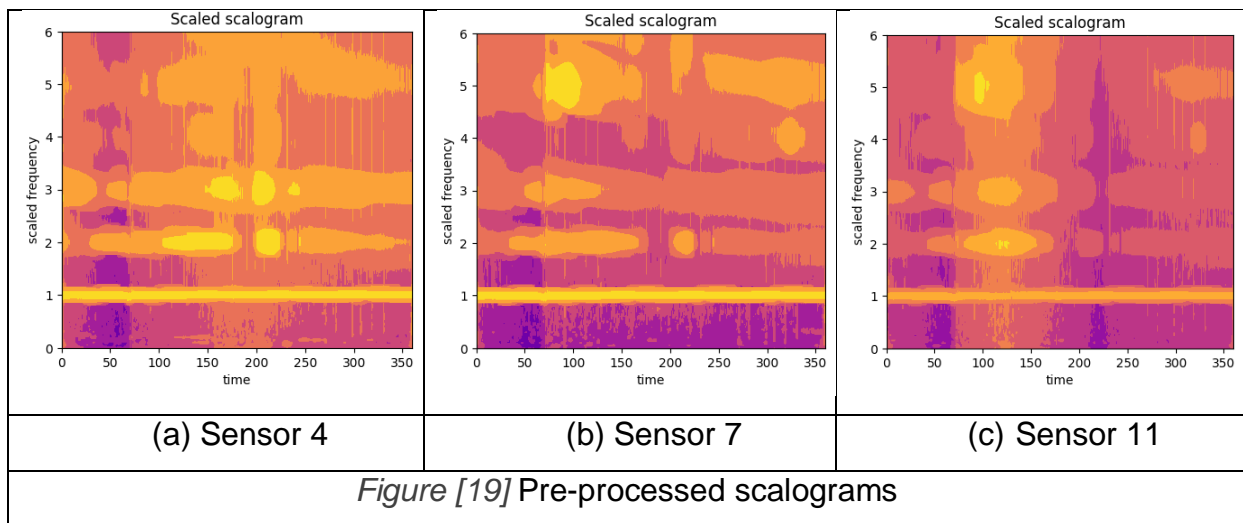 Scaled scalogram
scaled frequency
6
5
4
3
2
1
0
0 50 100 150 200 250 300 350
time
(a) Sensor 4
Scaled scalogram
scaled frequency
6
5
4
3
2
1
0
0 50 100 150 200 250 300 350
time
(b) Sensor 7
Scaled scalogram
scaled frequency
6
5
4
3
2
1
0
0 50 100 150 200 250 300 350
time
(c) Sensor 11
Figure [19] Pre-processed scalograms